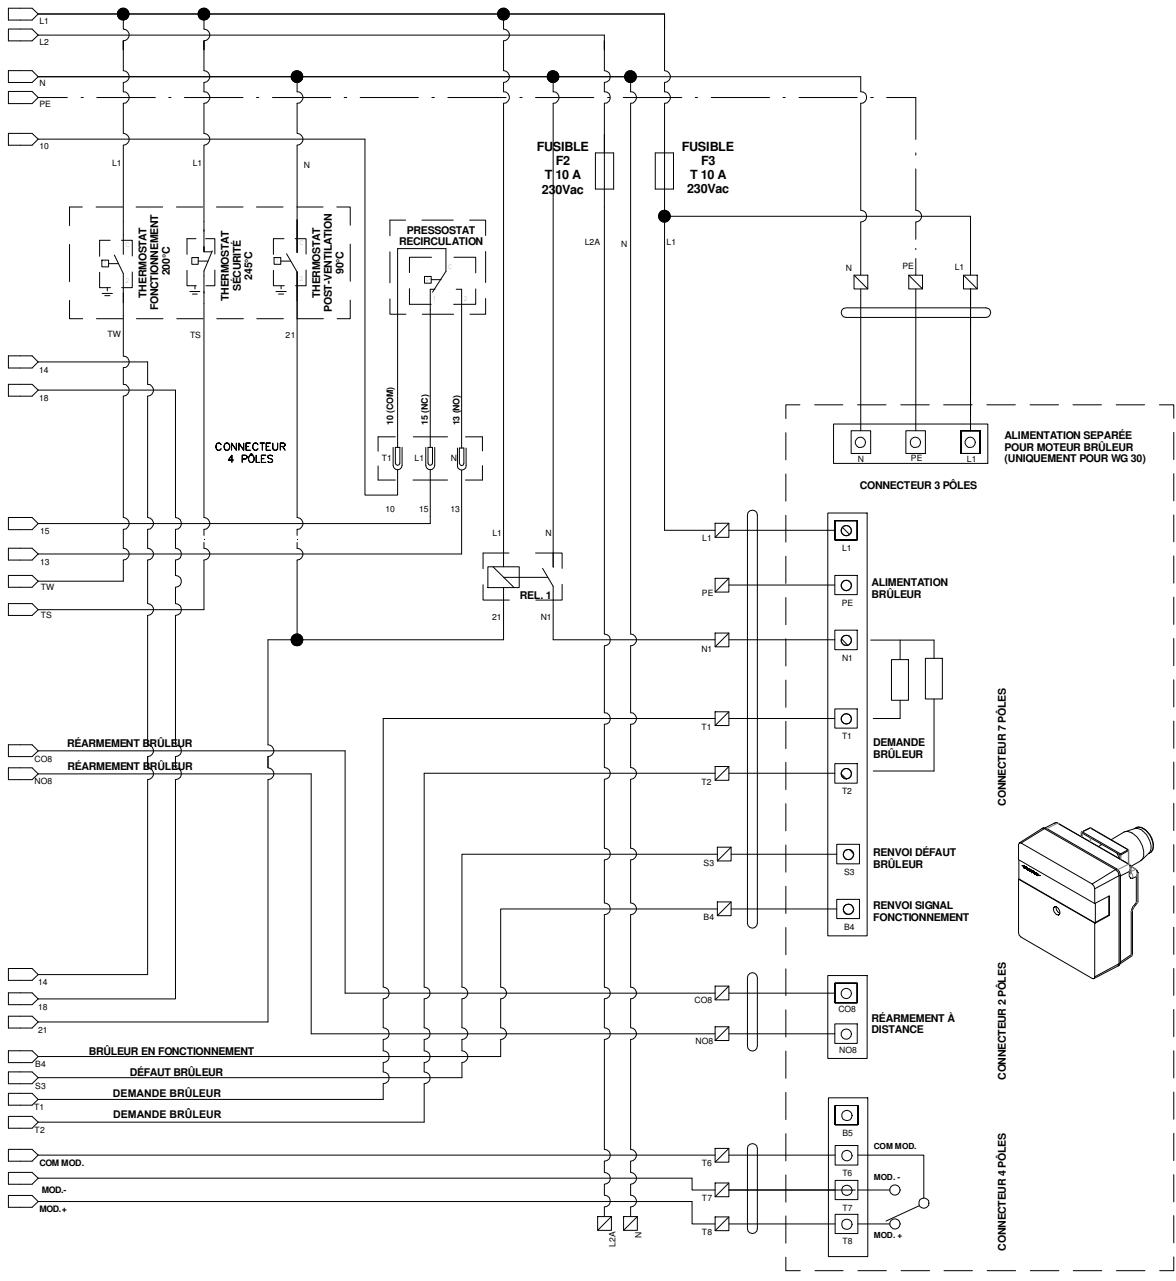 L1
L2
N
PE
10
L1
L1
N
FUSIBLE
F2
T 10 A
230Vac
FUSIBLE
F3
T 10 A
230Vac
L2A
N
L1
THERMOSTAT
FONCTIONNEMENT
200°C
THERMOSTAT
SÉCURITÉ
245°C
THERMOSTAT
POST-VENTILATION
90°C
PRESSOSTAT
RECIRCULATION
N
PE
L1
TW
TS
21
14
18
10 (COM)
15 (NC)
13 (NO)
CONNECTEUR
4 PÔLES
T1
L1
N
10
15
13
N
PE
L1
ALIMENTATION SEPARÉE
POUR MOTEUR BRÛLEUR
(UNIQUEMENT POUR WG 30)
CONNECTEUR 3 PÔLES
15
13
TW
TS
L1
N
REL. 1
21
N1
L1
L1
PE
PE
ALIMENTATION
BRÛLEUR
N1
N1
T1
T1
DEMANDE
BRÛLEUR
T2
T2
CONNECTEUR 7 PÔLES
RÉARMEMENT BRÛLEUR
CO8
RÉARMEMENT BRÛLEUR
NO8
S3
S3
RENVOI DÉFAUT
BRÛLEUR
B4
B4
RENVOI SIGNAL
FONCTIONNEMENT
14
18
21
CO8
CO8
NO8
NO8
RÉARMEMENT À
DISTANCE
CONNECTEUR 2 PÔLES
BRÛLEUR EN FONCTIONNEMENT
B4
DÉFAUT BRÛLEUR
S3
DEMANDE BRÛLEUR
T1
DEMANDE BRÛLEUR
T2
B5
COM MOD.
T6
T6
COM MOD.
MOD.-
T7
T7
MOD. -
MOD.+
T8
T8
MOD. +
CONNECTEUR 4 PÔLES
L2A
N